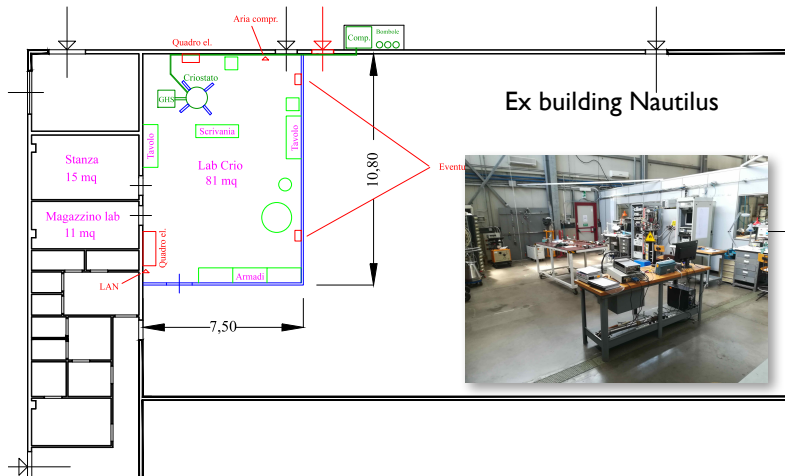 Aria compr.
Quadro el.
Comp.
Bombole
Criostato
GHS
Ex building Nautilus
Tavolo
Scrivania
Tavolo
Stanza
15 mq
Lab Crio
81 mq
10,80
Eventu
Magazzino lab
11 mq
Quadro el.
LAN
Armadi
7,50